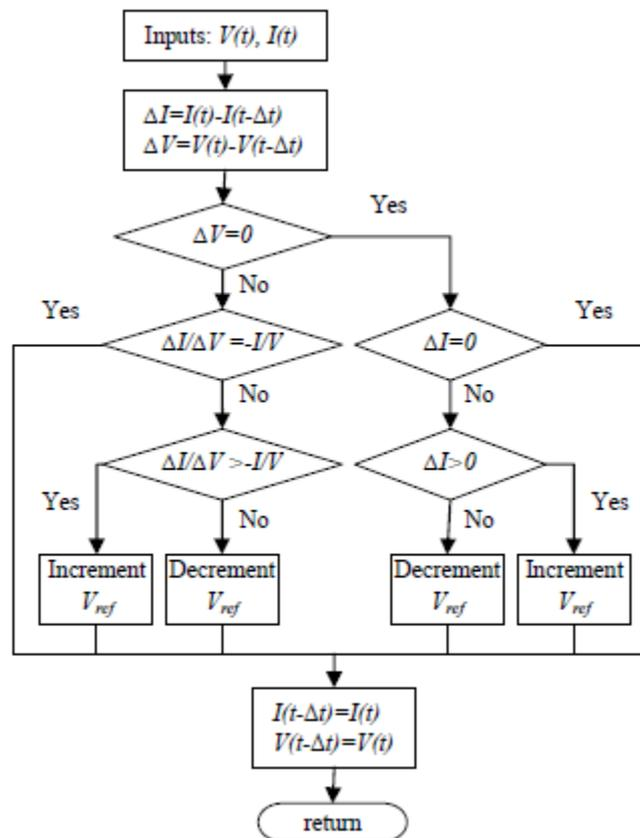 Inputs: V(t), I(t)
ΔI=I(t)-I(t-Δt)
ΔV=V(t)-V(t-Δt)
Yes
ΔV=0
No
Yes
Yes
ΔI/ΔV =-I/V
ΔI=0
No
No
ΔI/ΔV >-I/V
ΔI>0
Yes
No
No
Yes
Increment
Vref
Decrement
Vref
Decrement
Vref
Increment
Vref
I(t-Δt)=I(t)
V(t-Δt)=V(t)
return